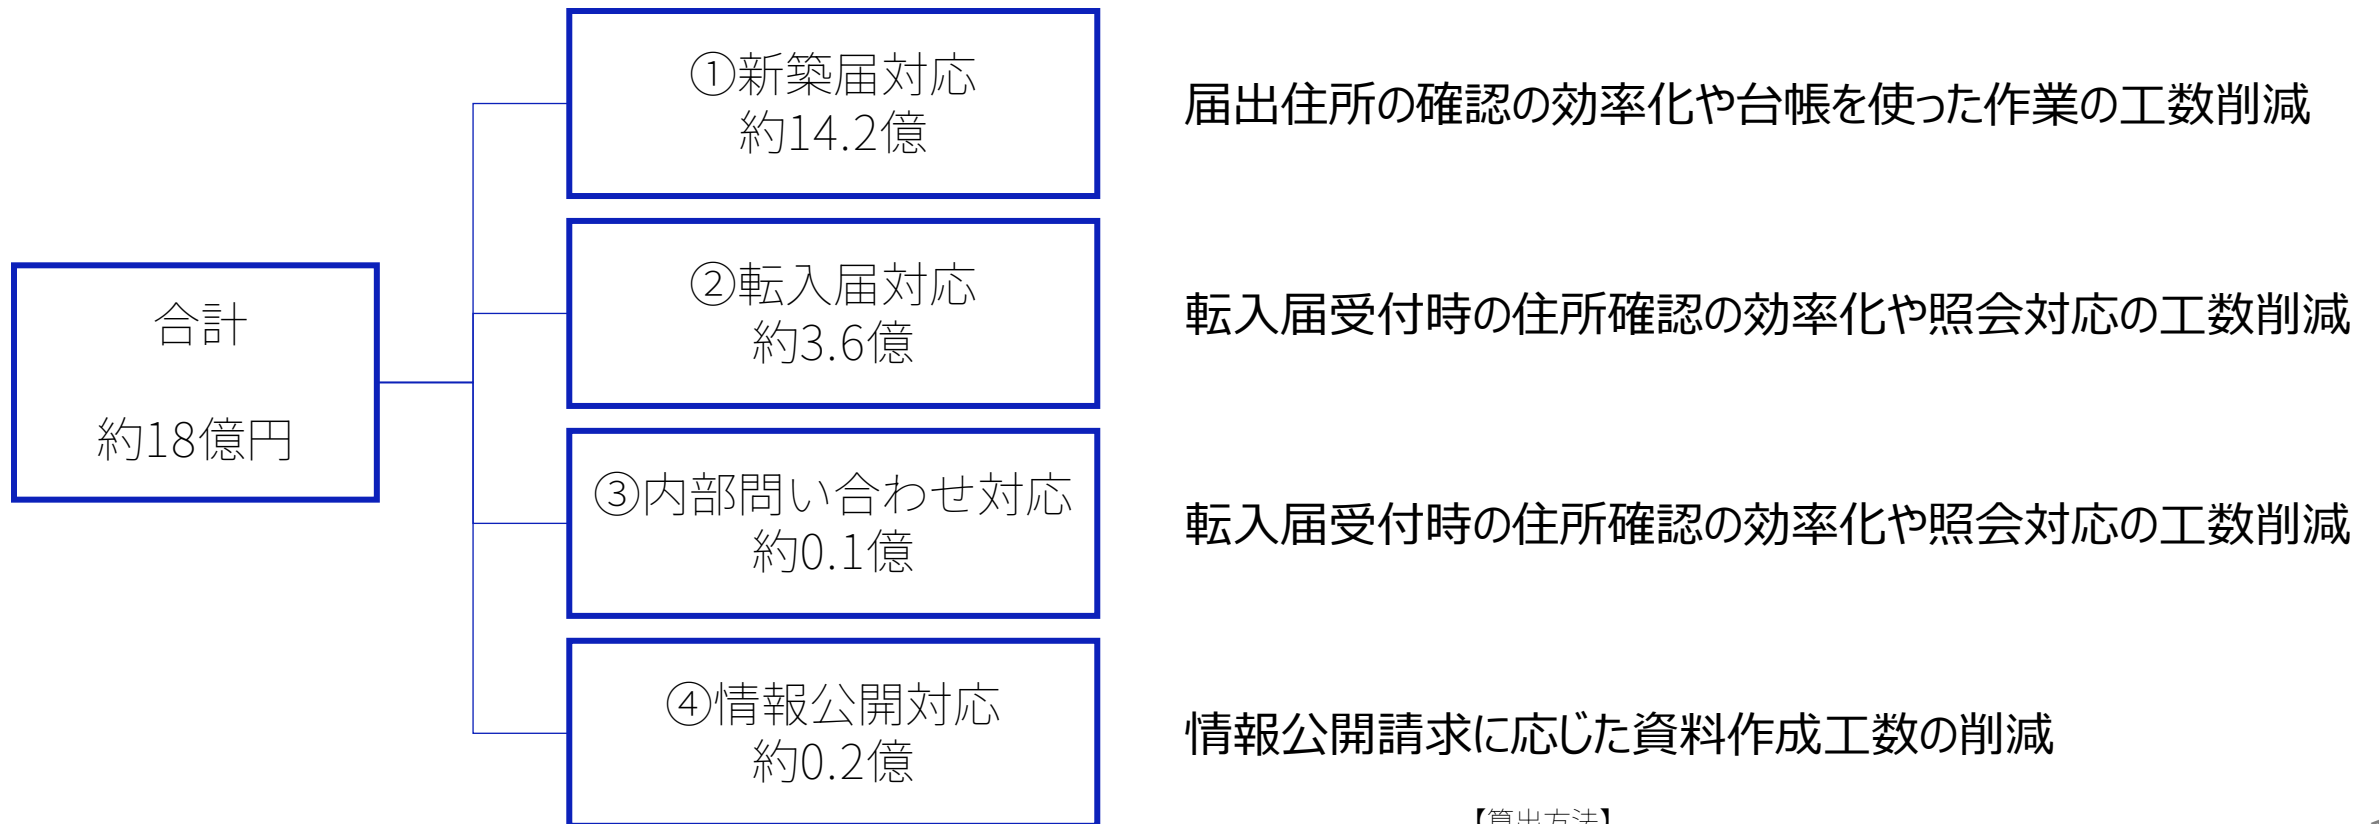 ①新築届対応
約14.2億
届出住所の確認の効率化や台帳を使った作業の工数削減
②転入届対応
約3.6億
転入届受付時の住所確認の効率化や照会対応の工数削減
合計
約18億円
③内部問い合わせ対応
約0.1億
転入届受付時の住所確認の効率化や照会対応の工数削減
④情報公開対応
約0.2億
情報公開請求に応じた資料作成工数の削減
【算出方法】